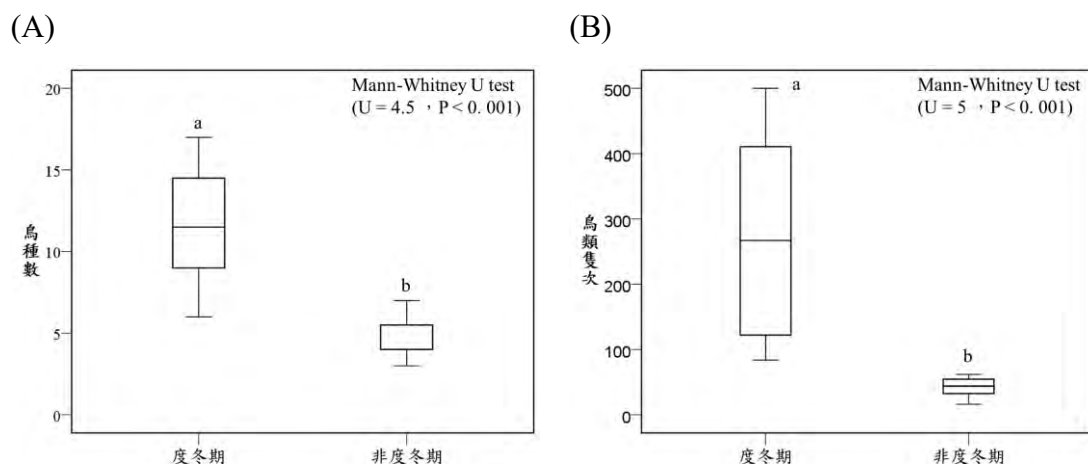 (A)
Mann-Whitney U test
(U = 4.5 ，P < 0. 001)
20
15
10
5
0
鳥種數
a
b
度冬期
非度冬期
(B)
Mann-Whitney U test
(U = 5 ，P < 0. 001)
500
400
300
200
100
0
鳥類隻次
a
b
度冬期
非度冬期